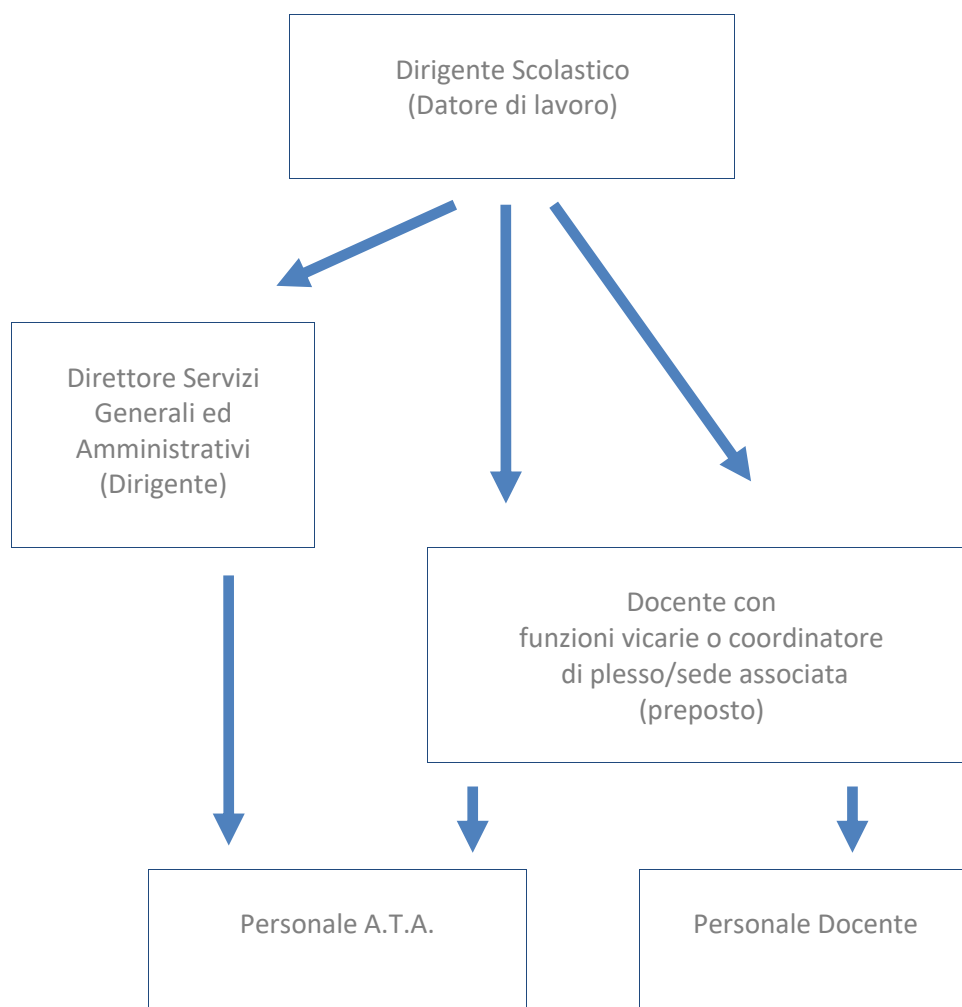 Dirigente Scolastico
(Datore di lavoro)
Direttore Servizi
Generali ed
Amministrativi
(Dirigente)
Docente con
funzioni vicarie o coordinatore
di plesso/sede associata
(preposto)
Personale A.T.A.
Personale Docente